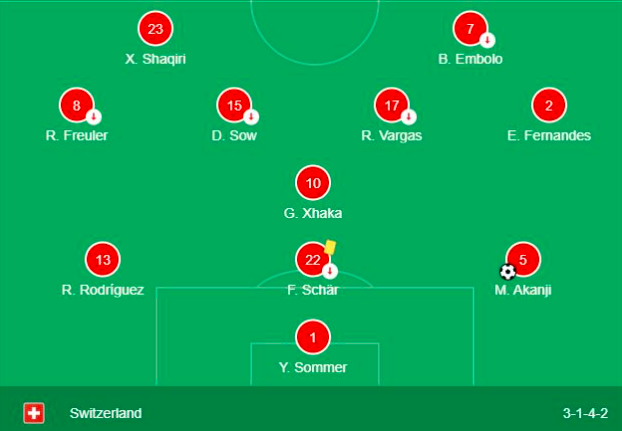 23
7
X. Shaqiri
B. Embolo
8
15
17
2
R. Freuler
D. Sow
R. Vargas
E. Fernandes
10
G. Xhaka
13
22
5
R. Rodríguez
F. Schär
M. Akanji
1
Y. Sommer
Switzerland
3-1-4-2